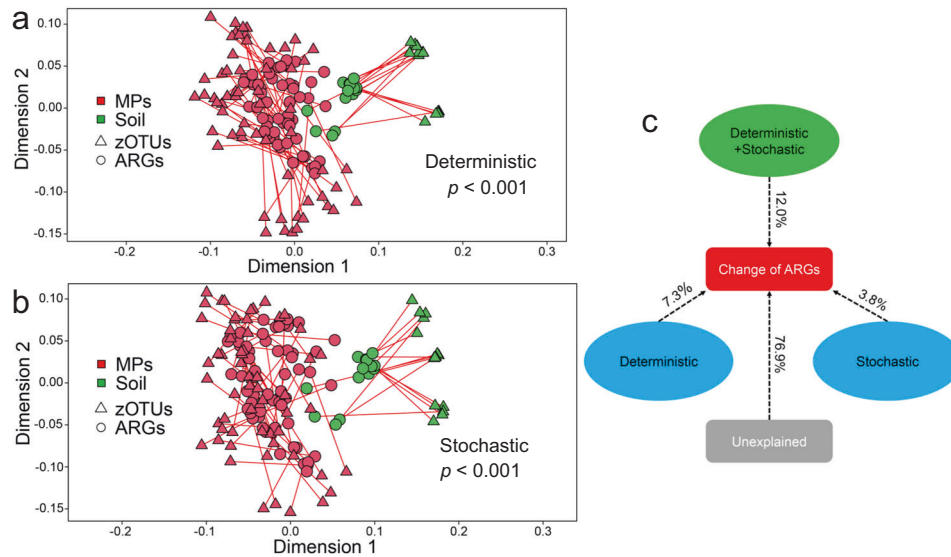 a
Dimension 2
0.10
0.05
0.00
-0.05
-0.10
-0.15
MPs
Soil
zOTUs
ARGs
Deterministic
p < 0.001
-0.2
-0.1
0.0
0.1
0.2
0.3
Dimension 1
b
Dimension 2
0.10
0.05
0.00
-0.05
-0.10
-0.15
MPs
Soil
zOTUs
ARGs
Stochastic
p < 0.001
-0.2
-0.1
0.0
0.1
0.2
0.3
Dimension 1
c
Deterministic
+Stochastic
12.0%
Change of ARGs
7.3%
76.9%
3.8%
Deterministic
Stochastic
Unexplained